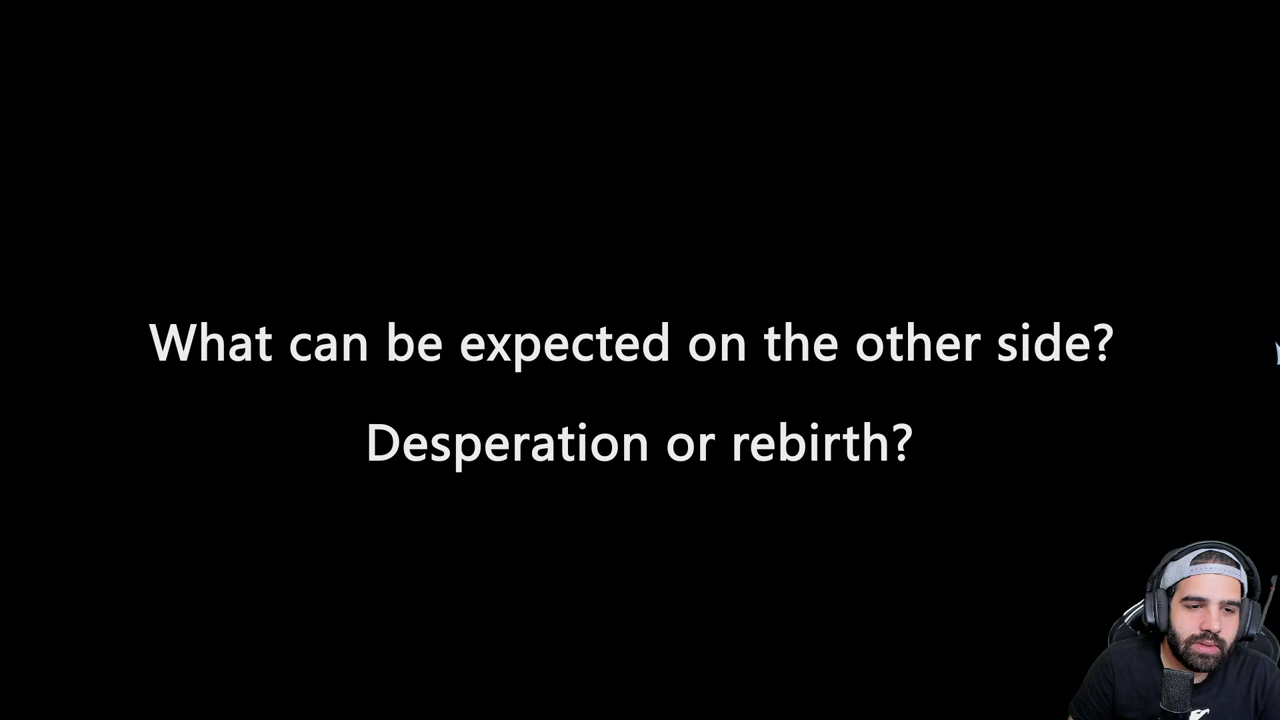 What can be expected on the other side?
Desperation or rebirth?